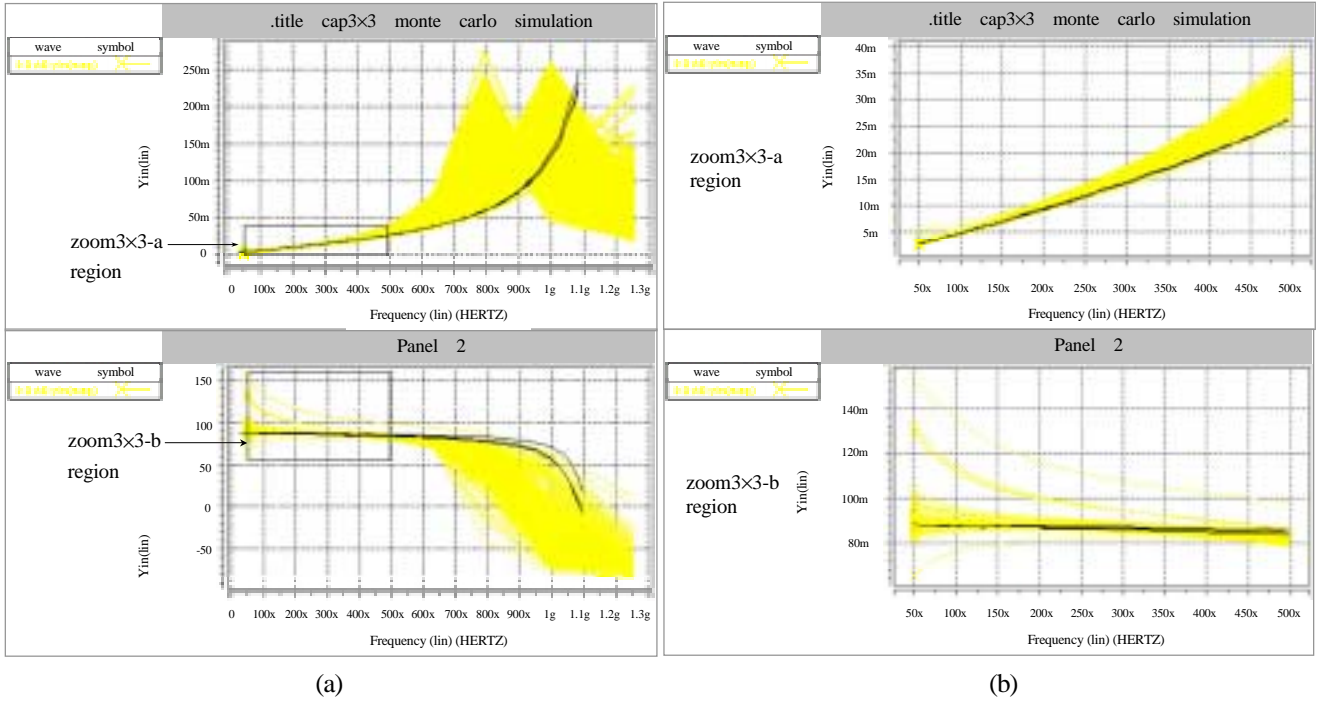 .title cap3×3 monte carlo simulation
wave symbol
Yin(lin)
250m
200m
150m
100m
50m
0
zoom3×3-a
region
0 100x 200x 300x 400x 500x 600x 700x 800x 900x 1g 1.1g 1.2g 1.3g
Frequency (lin) (HERTZ)
Panel 2
wave symbol
150
100
50
0
-50
zoom3×3-b
region
Yin(lin)
0 100x 200x 300x 400x 500x 600x 700x 800x 900x 1g 1.1g 1.2g 1.3g
Frequency (lin) (HERTZ)
(a)
.title cap3×3 monte carlo simulation
wave symbol
zoom3×3-a
region
Yin(lin)
40m
35m
30m
25m
20m
15m
10m
5m
50x 100x 150x 200x 250x 300x 350x 400x 450x 500x
Frequency (lin) (HERTZ)
Panel 2
wave symbol
zoom3×3-b
region
Yin(lin)
140m
120m
100m
80m
50x 100x 150x 200x 250x 300x 350x 400x 450x 500x
Frequency (lin) (HERTZ)
(b)